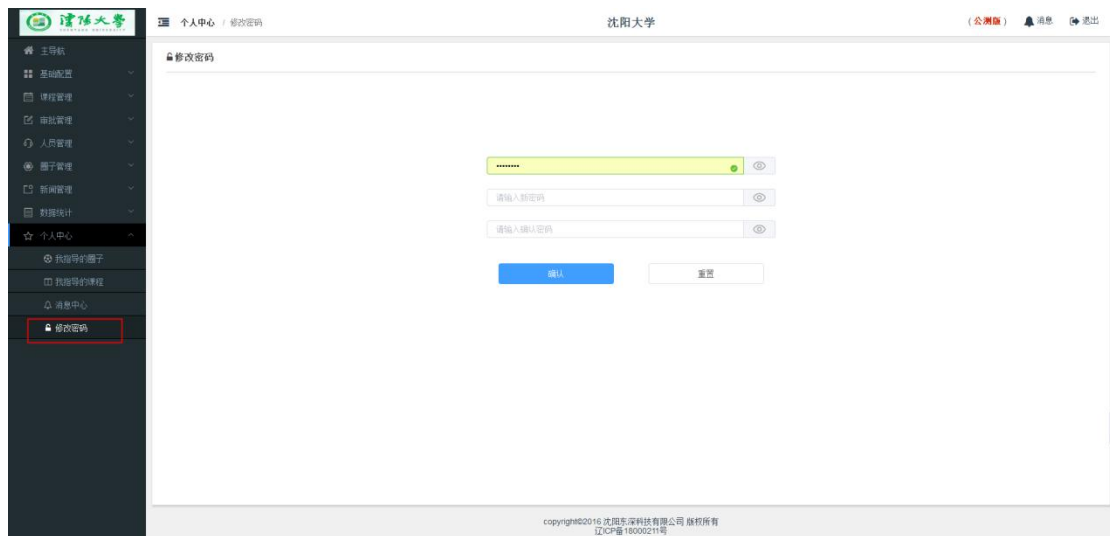 沈阳大学
SHENYANG UNIVERSITY
个人中心 / 修改密码
沈阳大学
(公测版)
消息
退出
主导航
基础配置
课程管理
审批管理
人员管理
圈子管理
新闻管理
数据统计
个人中心
我指导的圈子
我指导的课程
消息中心
修改密码
修改密码
••••••••
请输入新密码
请输入确认密码
确认
重置
copyright©2016 沈阳东深科技有限公司 版权所有
辽ICP备18000211号